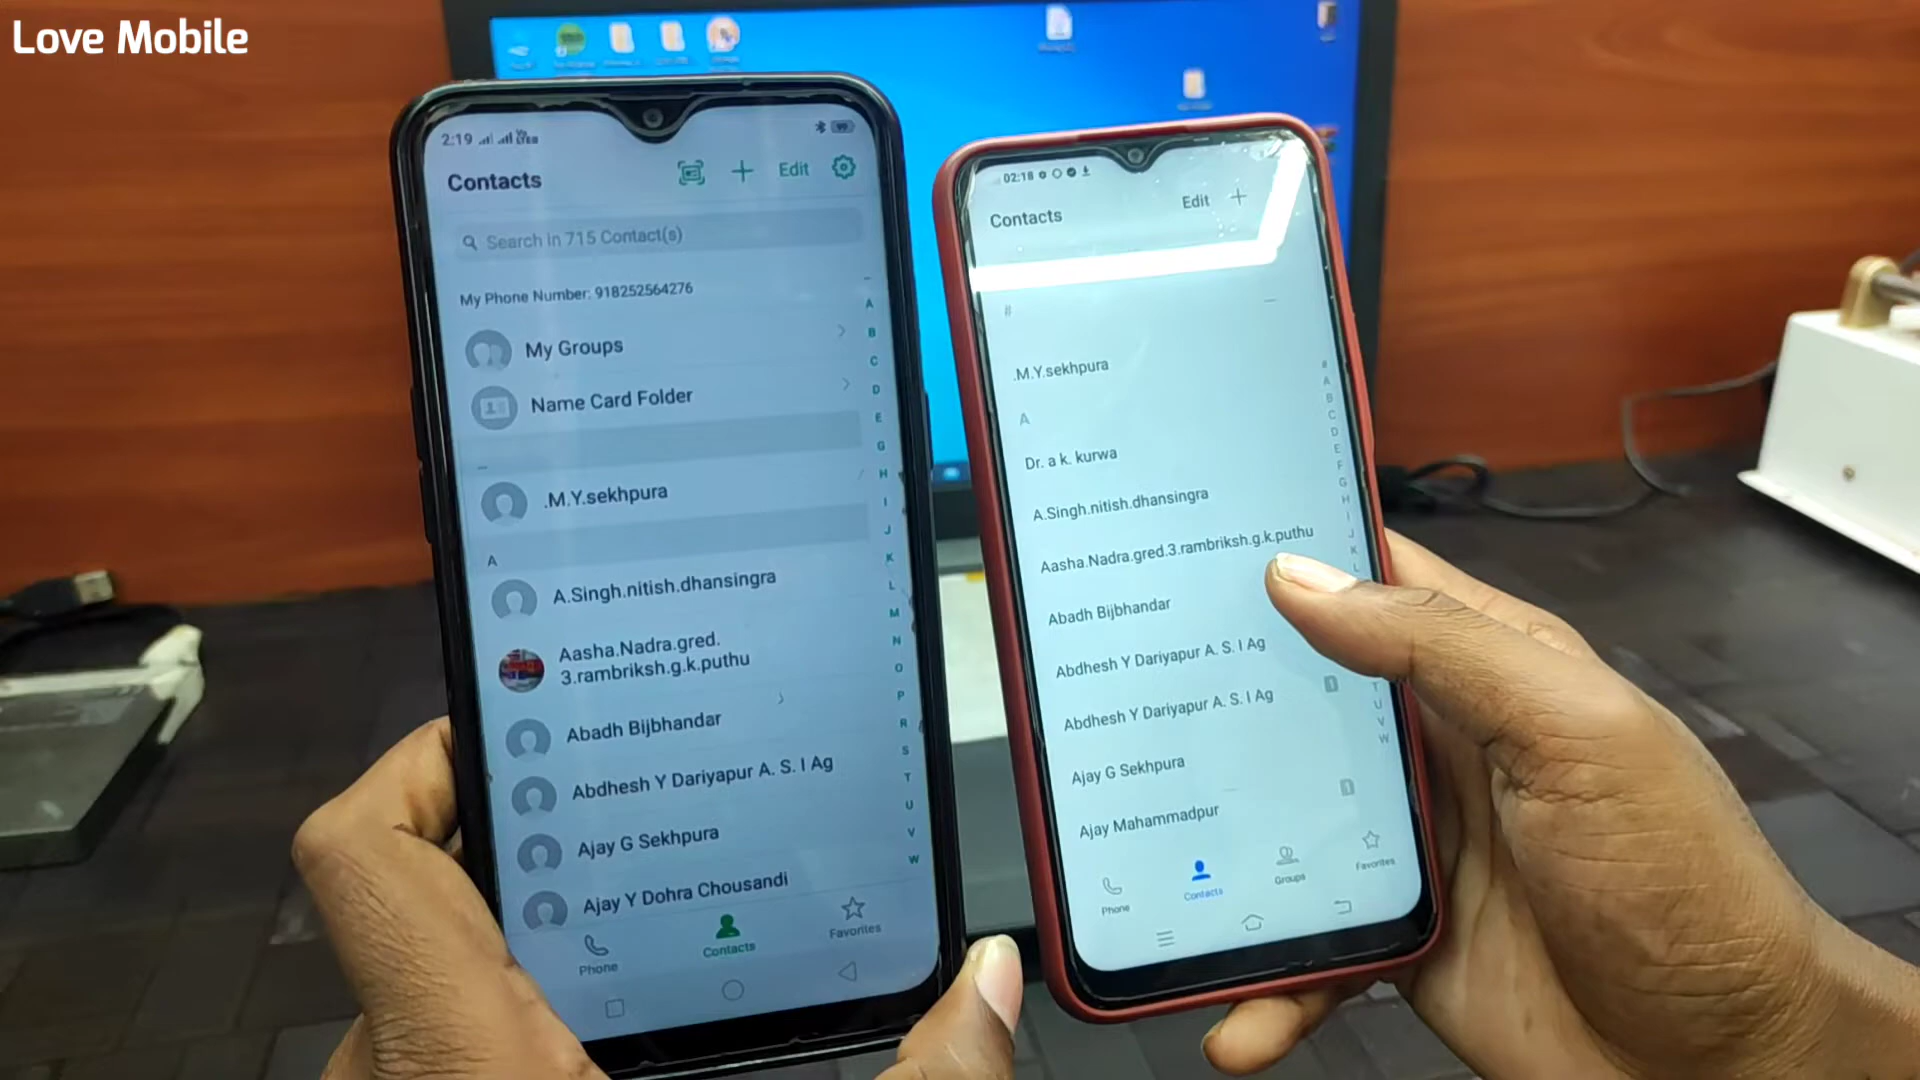 Love Mobile
2:19
99
Contacts
Edit
Search in 715 Contact(s)
My Phone Number: 918252564276
My Groups
Name Card Folder
.M.Y.sekhpura
A
A.Singh.nitish.dhansingra
Aasha.Nadra.gred.
3.rambriksh.g.k.puthu
Abadh Bijbhandar
Abdhesh Y Dariyapur A. S. I Ag
Ajay G Sekhpura
Ajay Y Dohra Chousandi
Phone
Contacts
Favorites
A
B
C
D
E
G
H
I
J
K
L
M
N
O
P
R
S
T
U
V
W
02:18
Contacts
Edit
#
.M.Y.sekhpura
A
Dr. a k. kurwa
A.Singh.nitish.dhansingra
Aasha.Nadra.gred.3.rambriksh.g.k.puthu
Abadh Bijbhandar
Abdhesh Y Dariyapur A. S. I Ag
Abdhesh Y Dariyapur A. S. I Ag
1
Ajay G Sekhpura
Ajay Mahammadpur
1
Phone
Contacts
Groups
Favorites
#
A
B
C
D
E
F
G
H
I
J
K
L
T
U
V
W